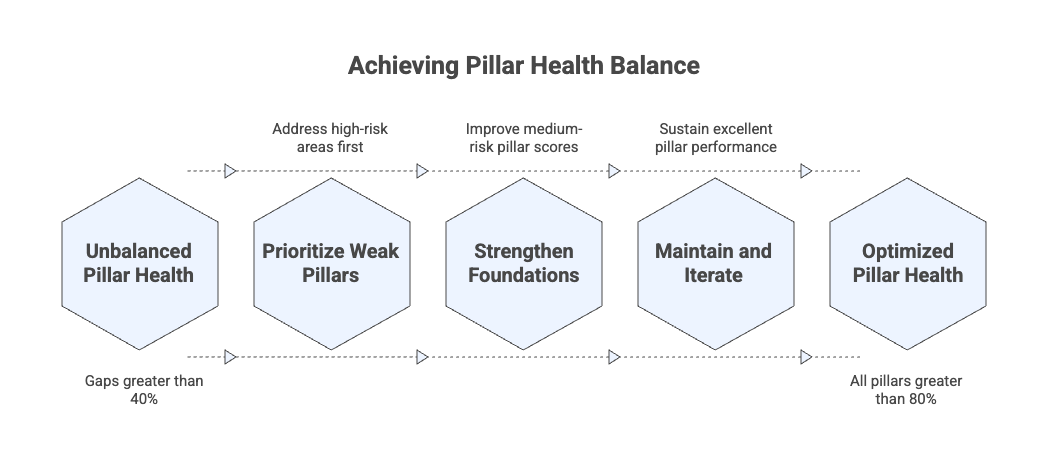 Achieving Pillar Health Balance
Address high-risk
areas first
Improve medium-
risk pillar scores
Sustain excellent
pillar performance
Unbalanced
Pillar Health
Prioritize Weak
Pillars
Strengthen
Foundations
Maintain and
Iterate
Optimized
Pillar Health
Gaps greater than
40%
All pillars greater
than 80%